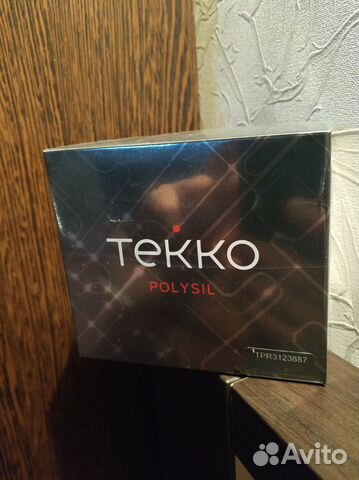 TEKKO
POLYSIL
TPR3123887
Avito